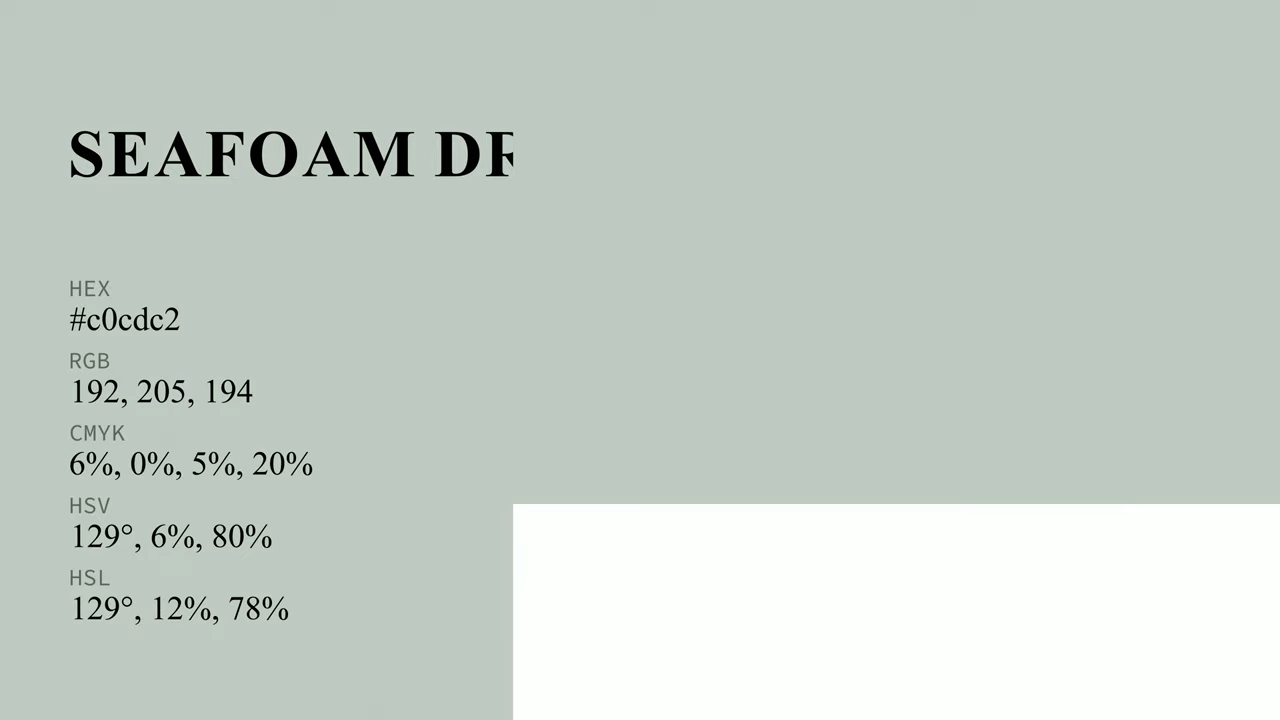 SEAFOAM
HEX
#c0cdc2
RGB
192, 205, 194
CMYK
6%, 0%, 5%, 20%
HSV
129°, 6%, 80%
HSL
129°, 12%, 78%